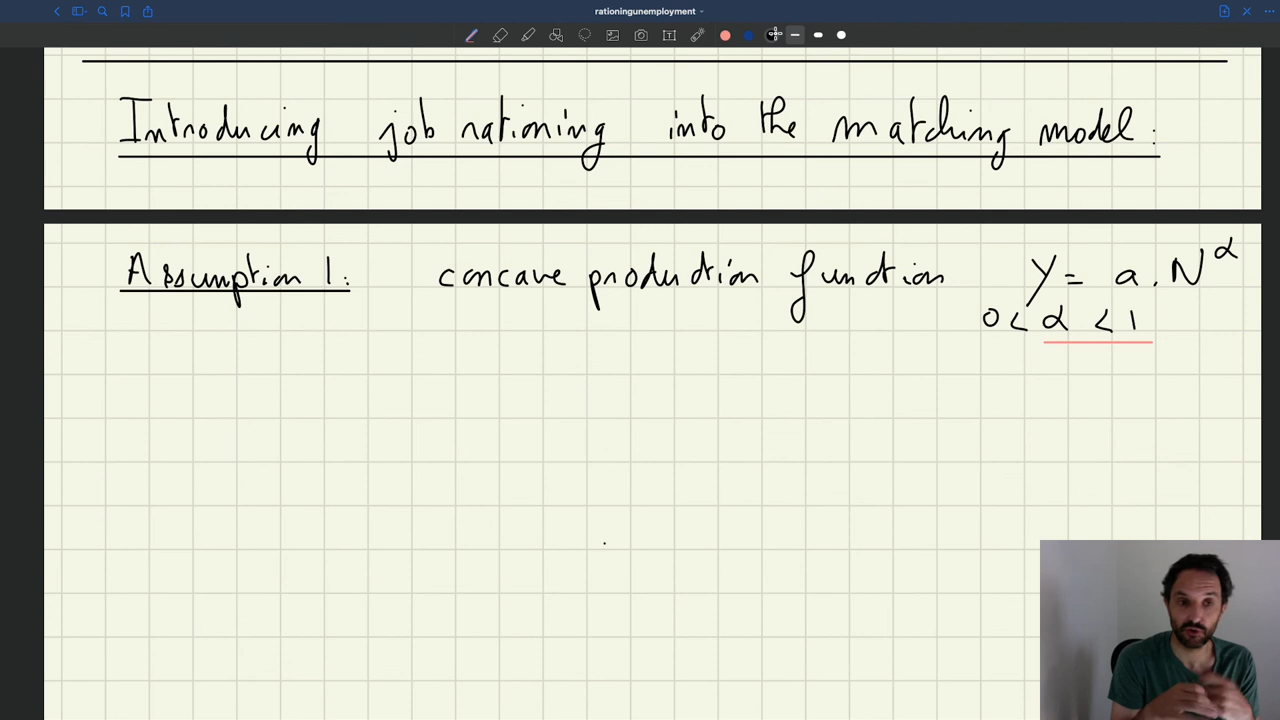 rationingunemployment
Introducing job rationing into the matching model:
Assumption 1: concave production function Y = a . N^α
0 < α < 1